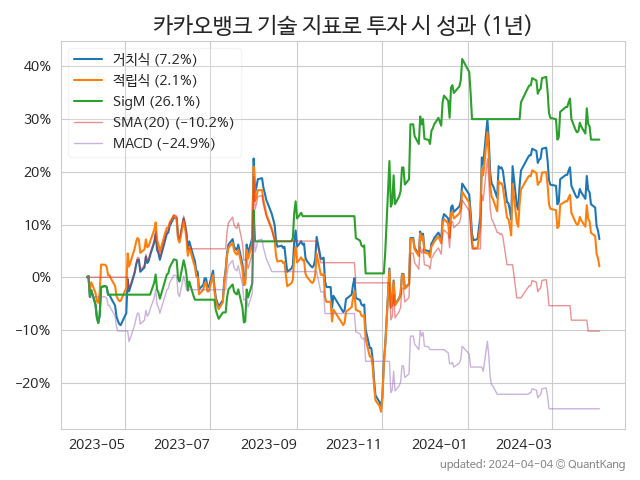 카카오뱅크 기술 지표로 투자 시 성과 (1년)
거치식 (7.2%)
적립식 (2.1%)
SigM (26.1%)
SMA(20) (−10.2%)
MACD (−24.9%)
40%
30%
20%
10%
0%
−10%
−20%
2023-05 2023-07 2023-09 2023-11 2024-01 2024-03
updated: 2024-04-04 © QuantKang